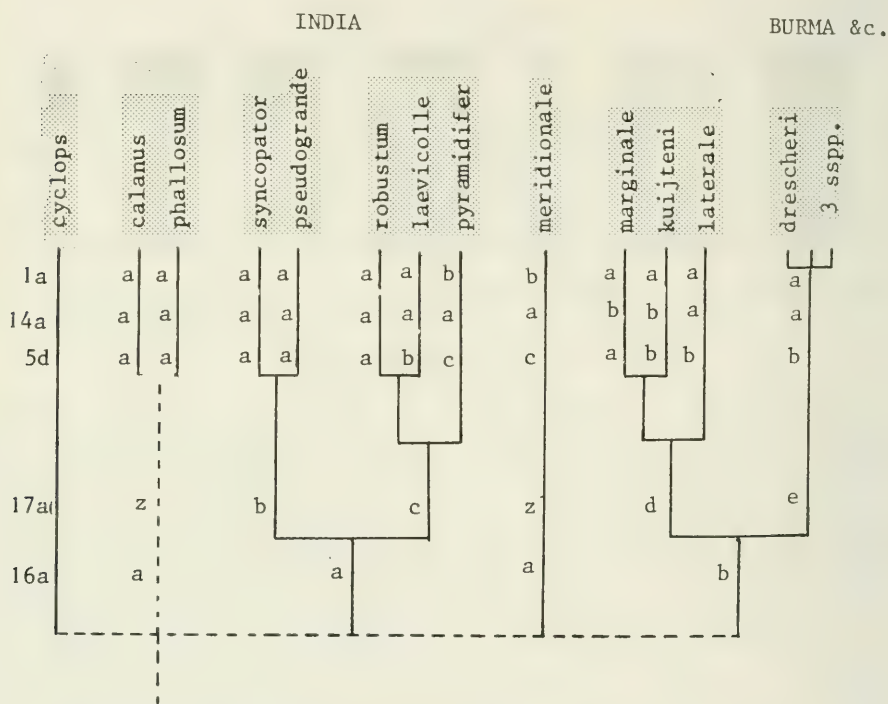 INDIA
BURMA &c.
cyclops
calanus
phallosum
syncopator
pseudogrande
robustum
laevicolle
pyramidifer
meridionale
marginale
kuijteni
laterale
drescheri
3 sspp.
1a a a a a a a b b a a a a
14a a a a a a a a a b b a a
5d a a a a a b c c a b b b
17a z b c z d e
16a a a a b